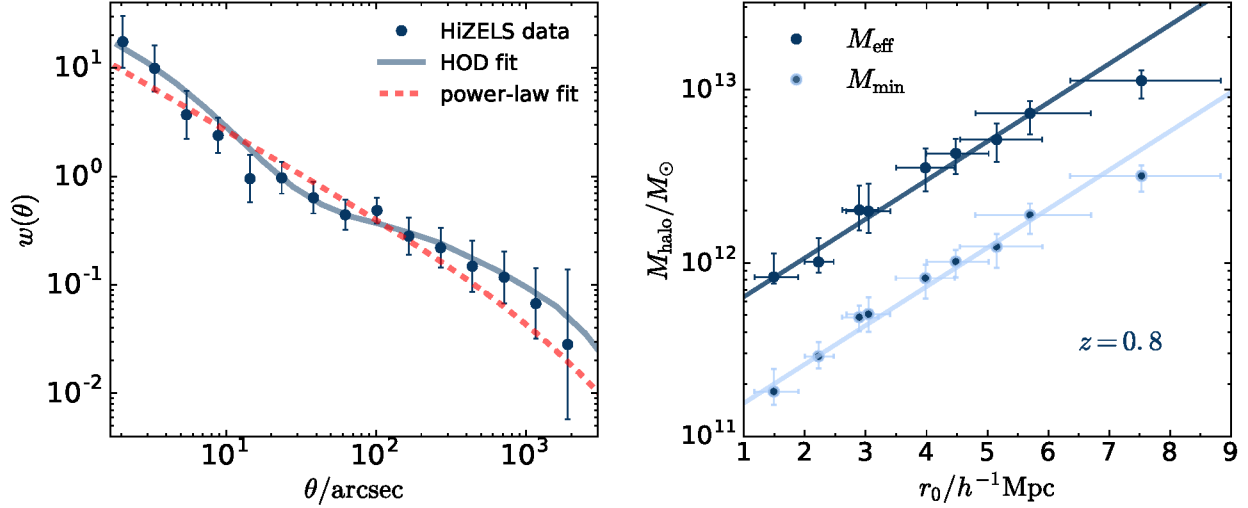 HiZELS data
HOD fit
power-law fit
w(θ)
10¹
10⁰
10⁻¹
10⁻²
10¹ 10² 10³
θ/arcsec
M_eff
M_min
M_halo/M_⊙
10¹³
10¹²
10¹¹
z = 0.8
1 2 3 4 5 6 7 8 9
r₀/h⁻¹Mpc